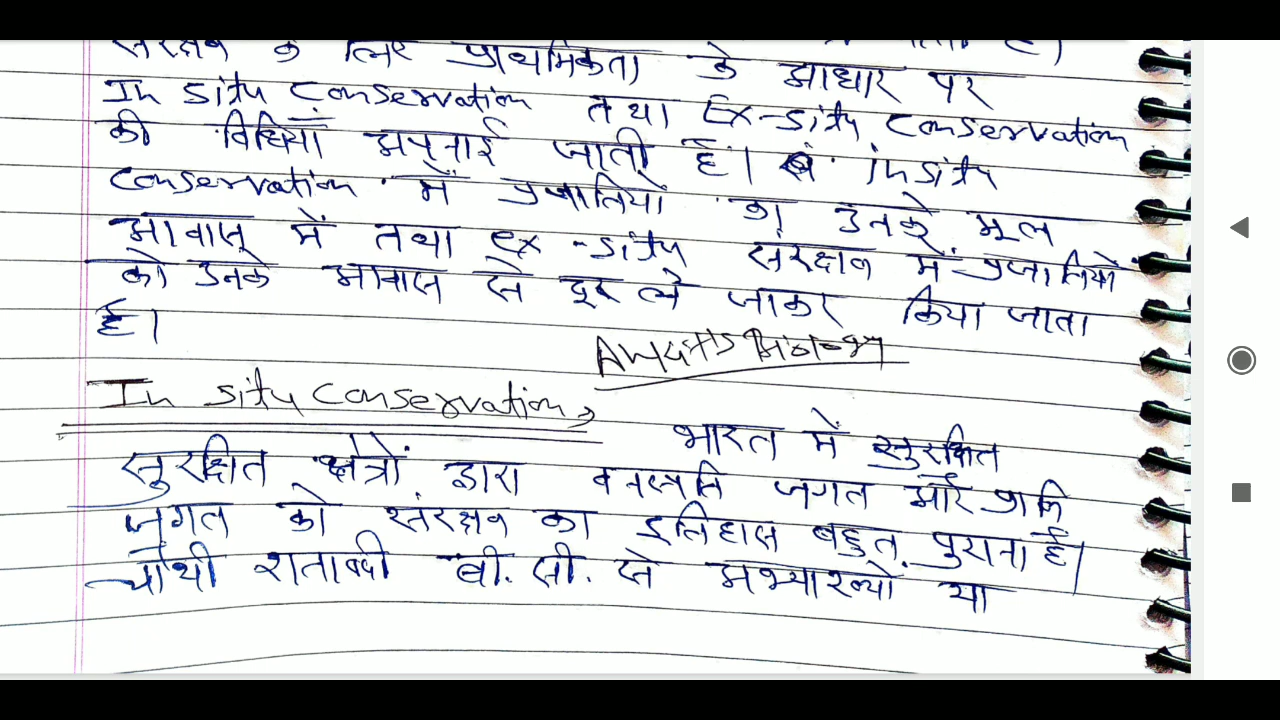 संरक्षण के लिए प्राथमिकता के आधार पर
In situ conservation तथा Ex-situ conservation
की विधियाँ अपनाई जाती है। in situ
conservation में प्रजातियों का उनके मूल
आवास में तथा ex-situ संरक्षण में प्रजातियों
को उनके आवास से दूर ले जाकर किया जाता
है।
In situ conservation,
भारत में सुरक्षित
सुरक्षित क्षेत्रों द्वारा वनस्पति जगत और प्राणि
जगत को संरक्षण का इतिहास बहुत पुराना है।
चौथी शताब्दी बी. सी. से अभ्यारण्यो या